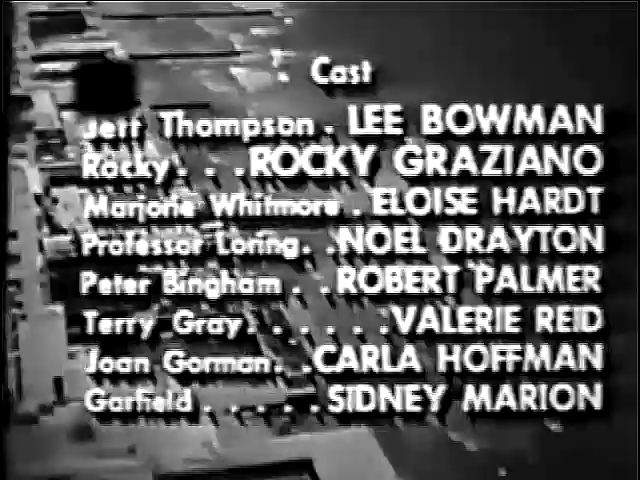 Cast
Jeff Thompson . LEE BOWMAN
Rocky . . . ROCKY GRAZIANO
Marjorie Whitmore . ELOISE HARDT
Professor Loring . . NOEL DRAYTON
Peter Bingham . . ROBERT PALMER
Terry Gray . . . . . . VALERIE REID
Joan Gorman . . CARLA HOFFMAN
Garfield . . . . . SIDNEY MARION